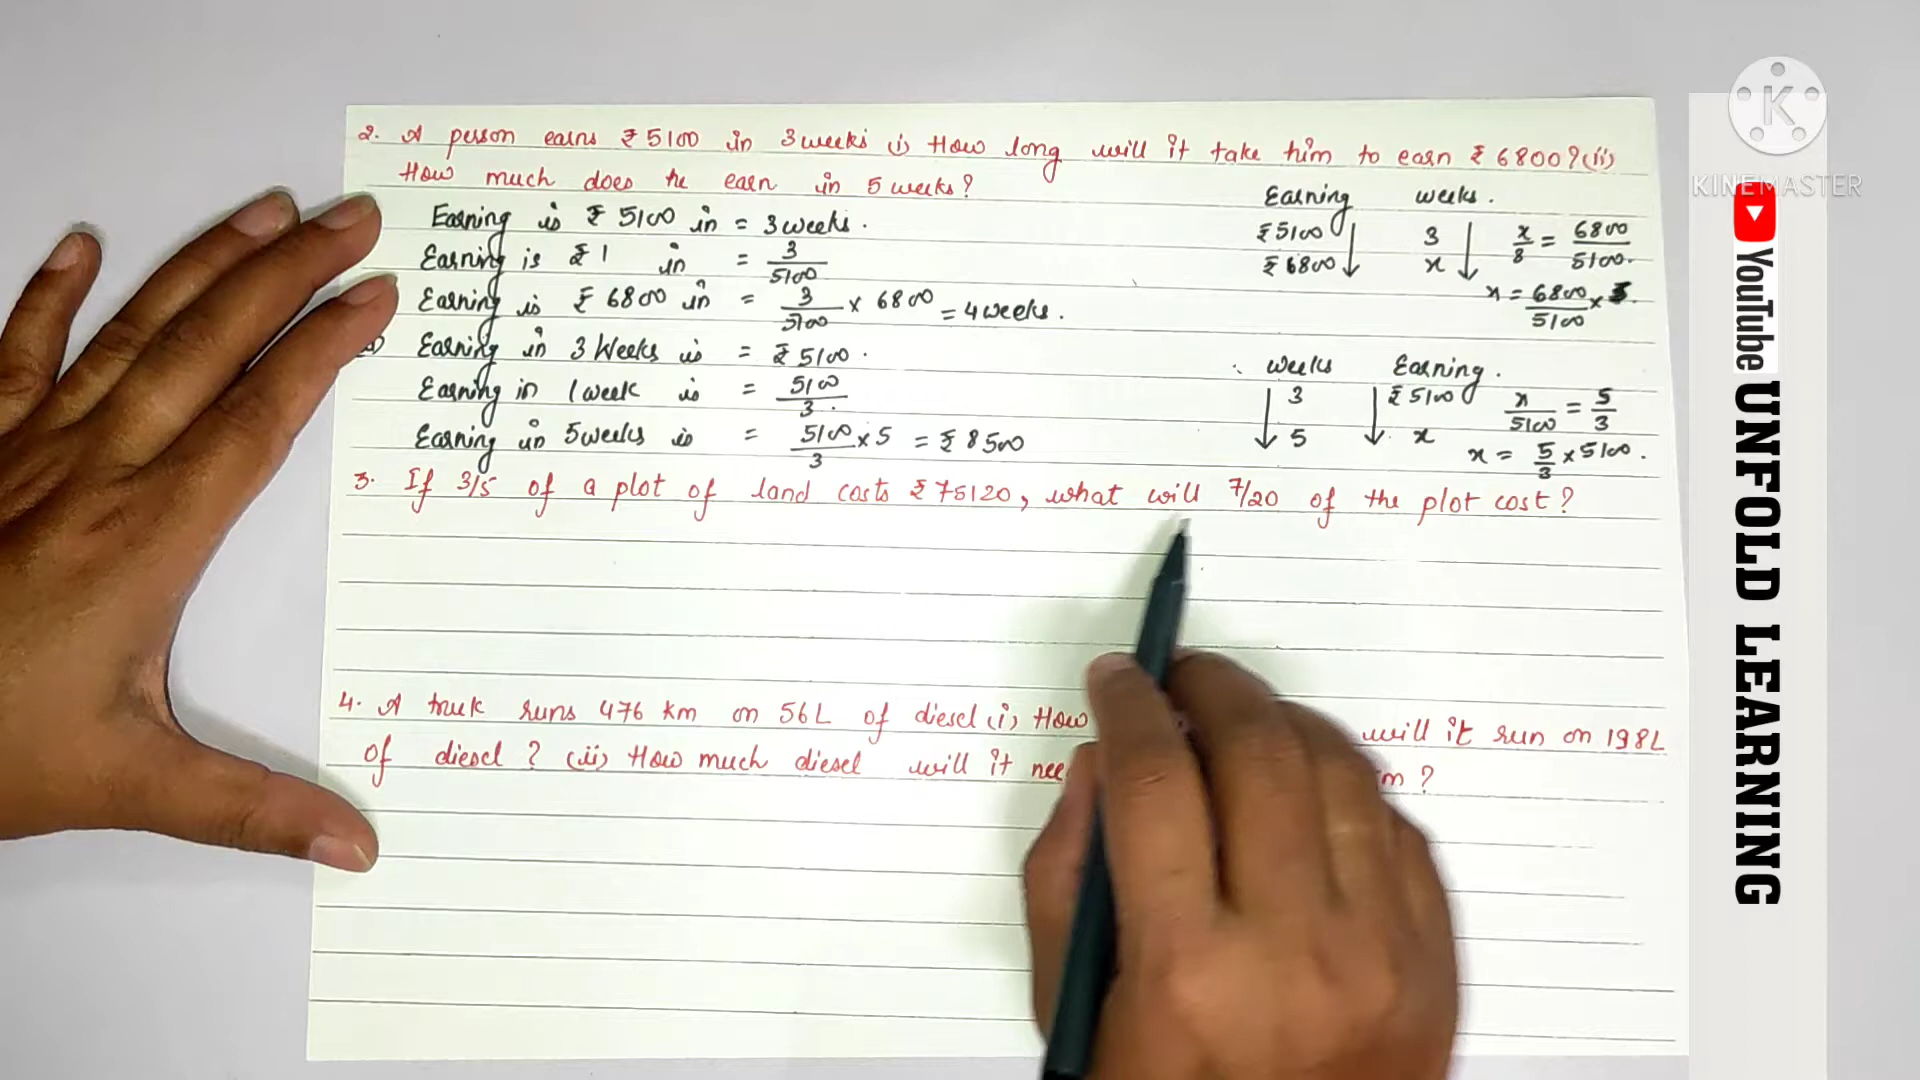 2. A person earns ₹5100 in 3 weeks (i) How long will it take him to earn ₹6800? (ii)
How much does he earn in 5 weeks?
Earning is ₹ 5100 in = 3 weeks.
Earning is ₹ 1 in = 3/5100
Earning is ₹ 6800 in = 3/5100 × 6800 = 4 weeks.
Earning in 3 Weeks is = ₹ 5100.
Earning in 1 week is = 5100/3.
Earning in 5 weeks is = 5100/3 × 5 = ₹ 8500
Earning weeks.
₹5100 3 x/8 = 6800/5100.
₹6800 x
x = 6800/5100 ×
weeks Earning.
3 ₹5100 x/5100 = 5/3
5 x x = 5/3 × 5100.
3. If 3/5 of a plot of land costs ₹75120, what will 7/20 of the plot cost?
4. A truck runs 476 km on 56L of diesel (i) How will it run on 198L
of diesel? (ii) How much diesel will it
KINEMASTER
YouTube UNFOLD LEARNING